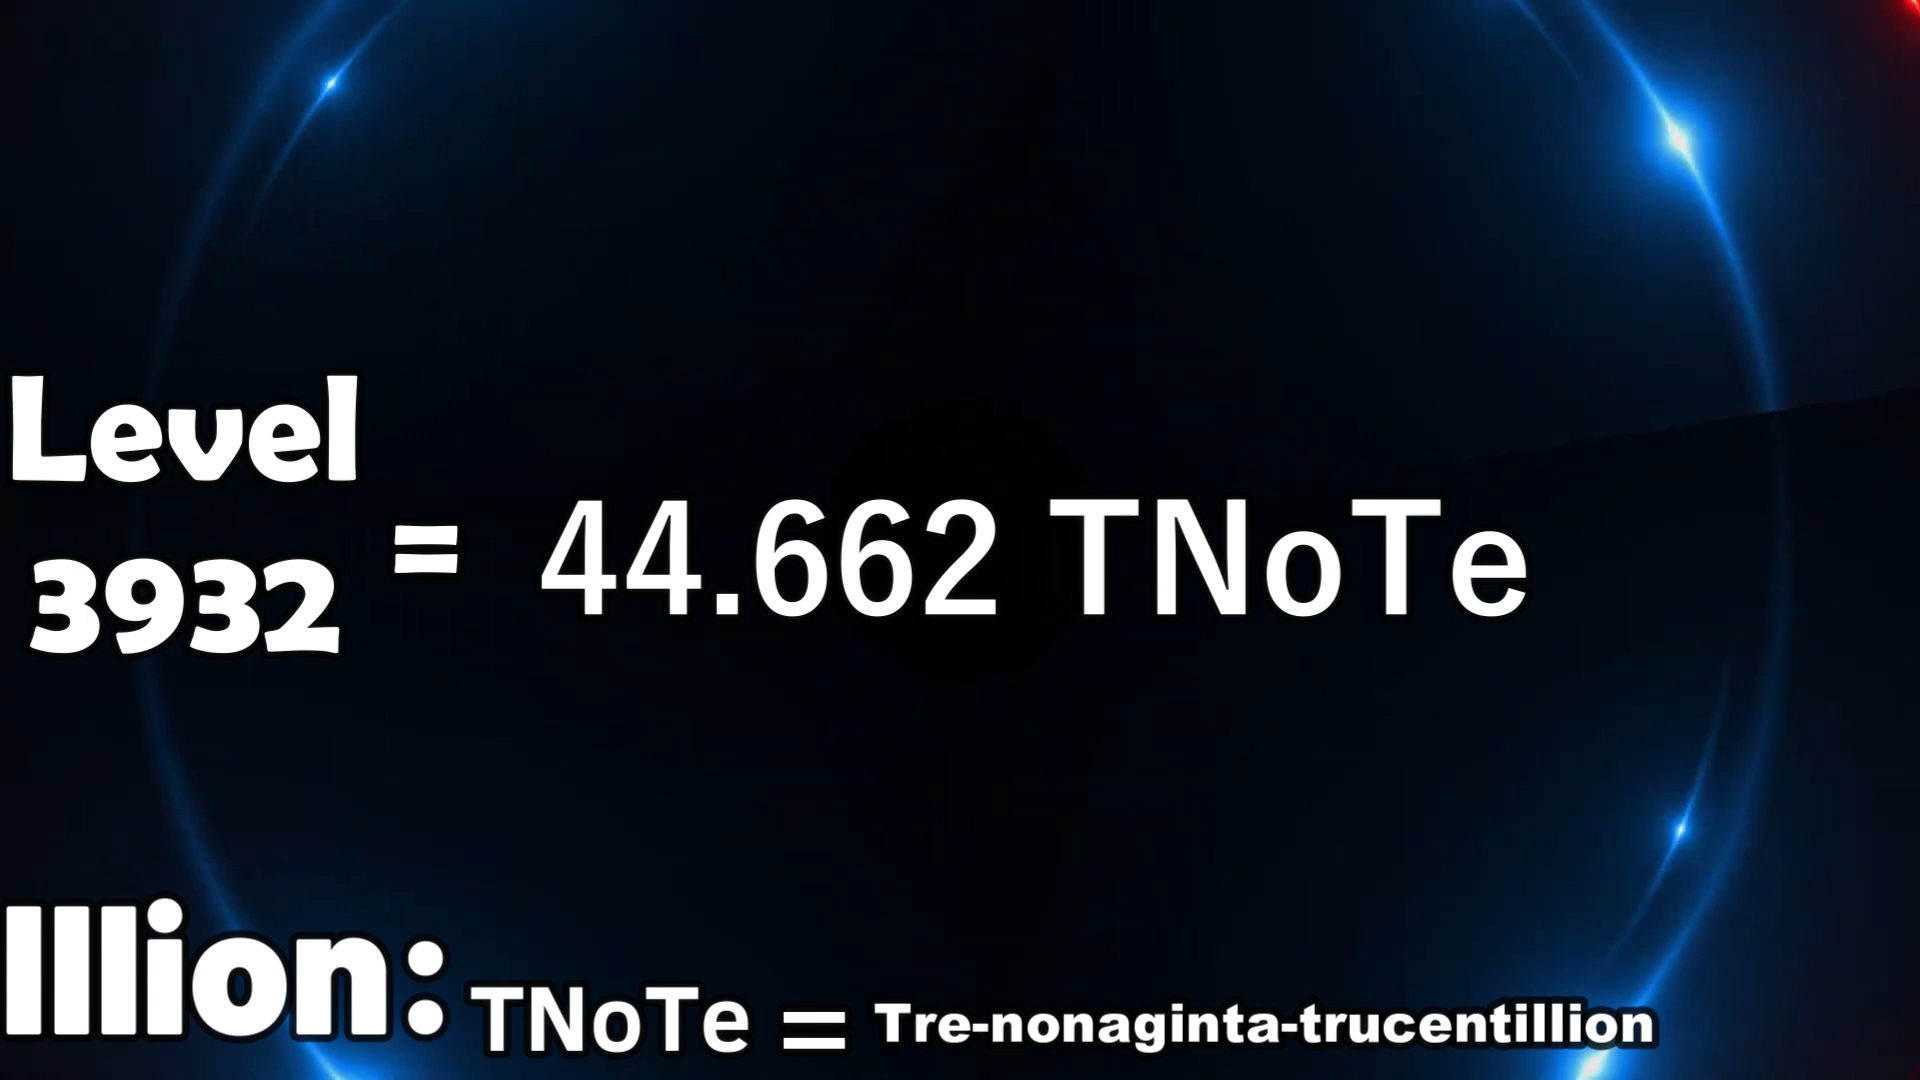 Level
3932
= 44.662 TNoTe
Illion: TNoTe = Tre-nonaginta-trucentillion